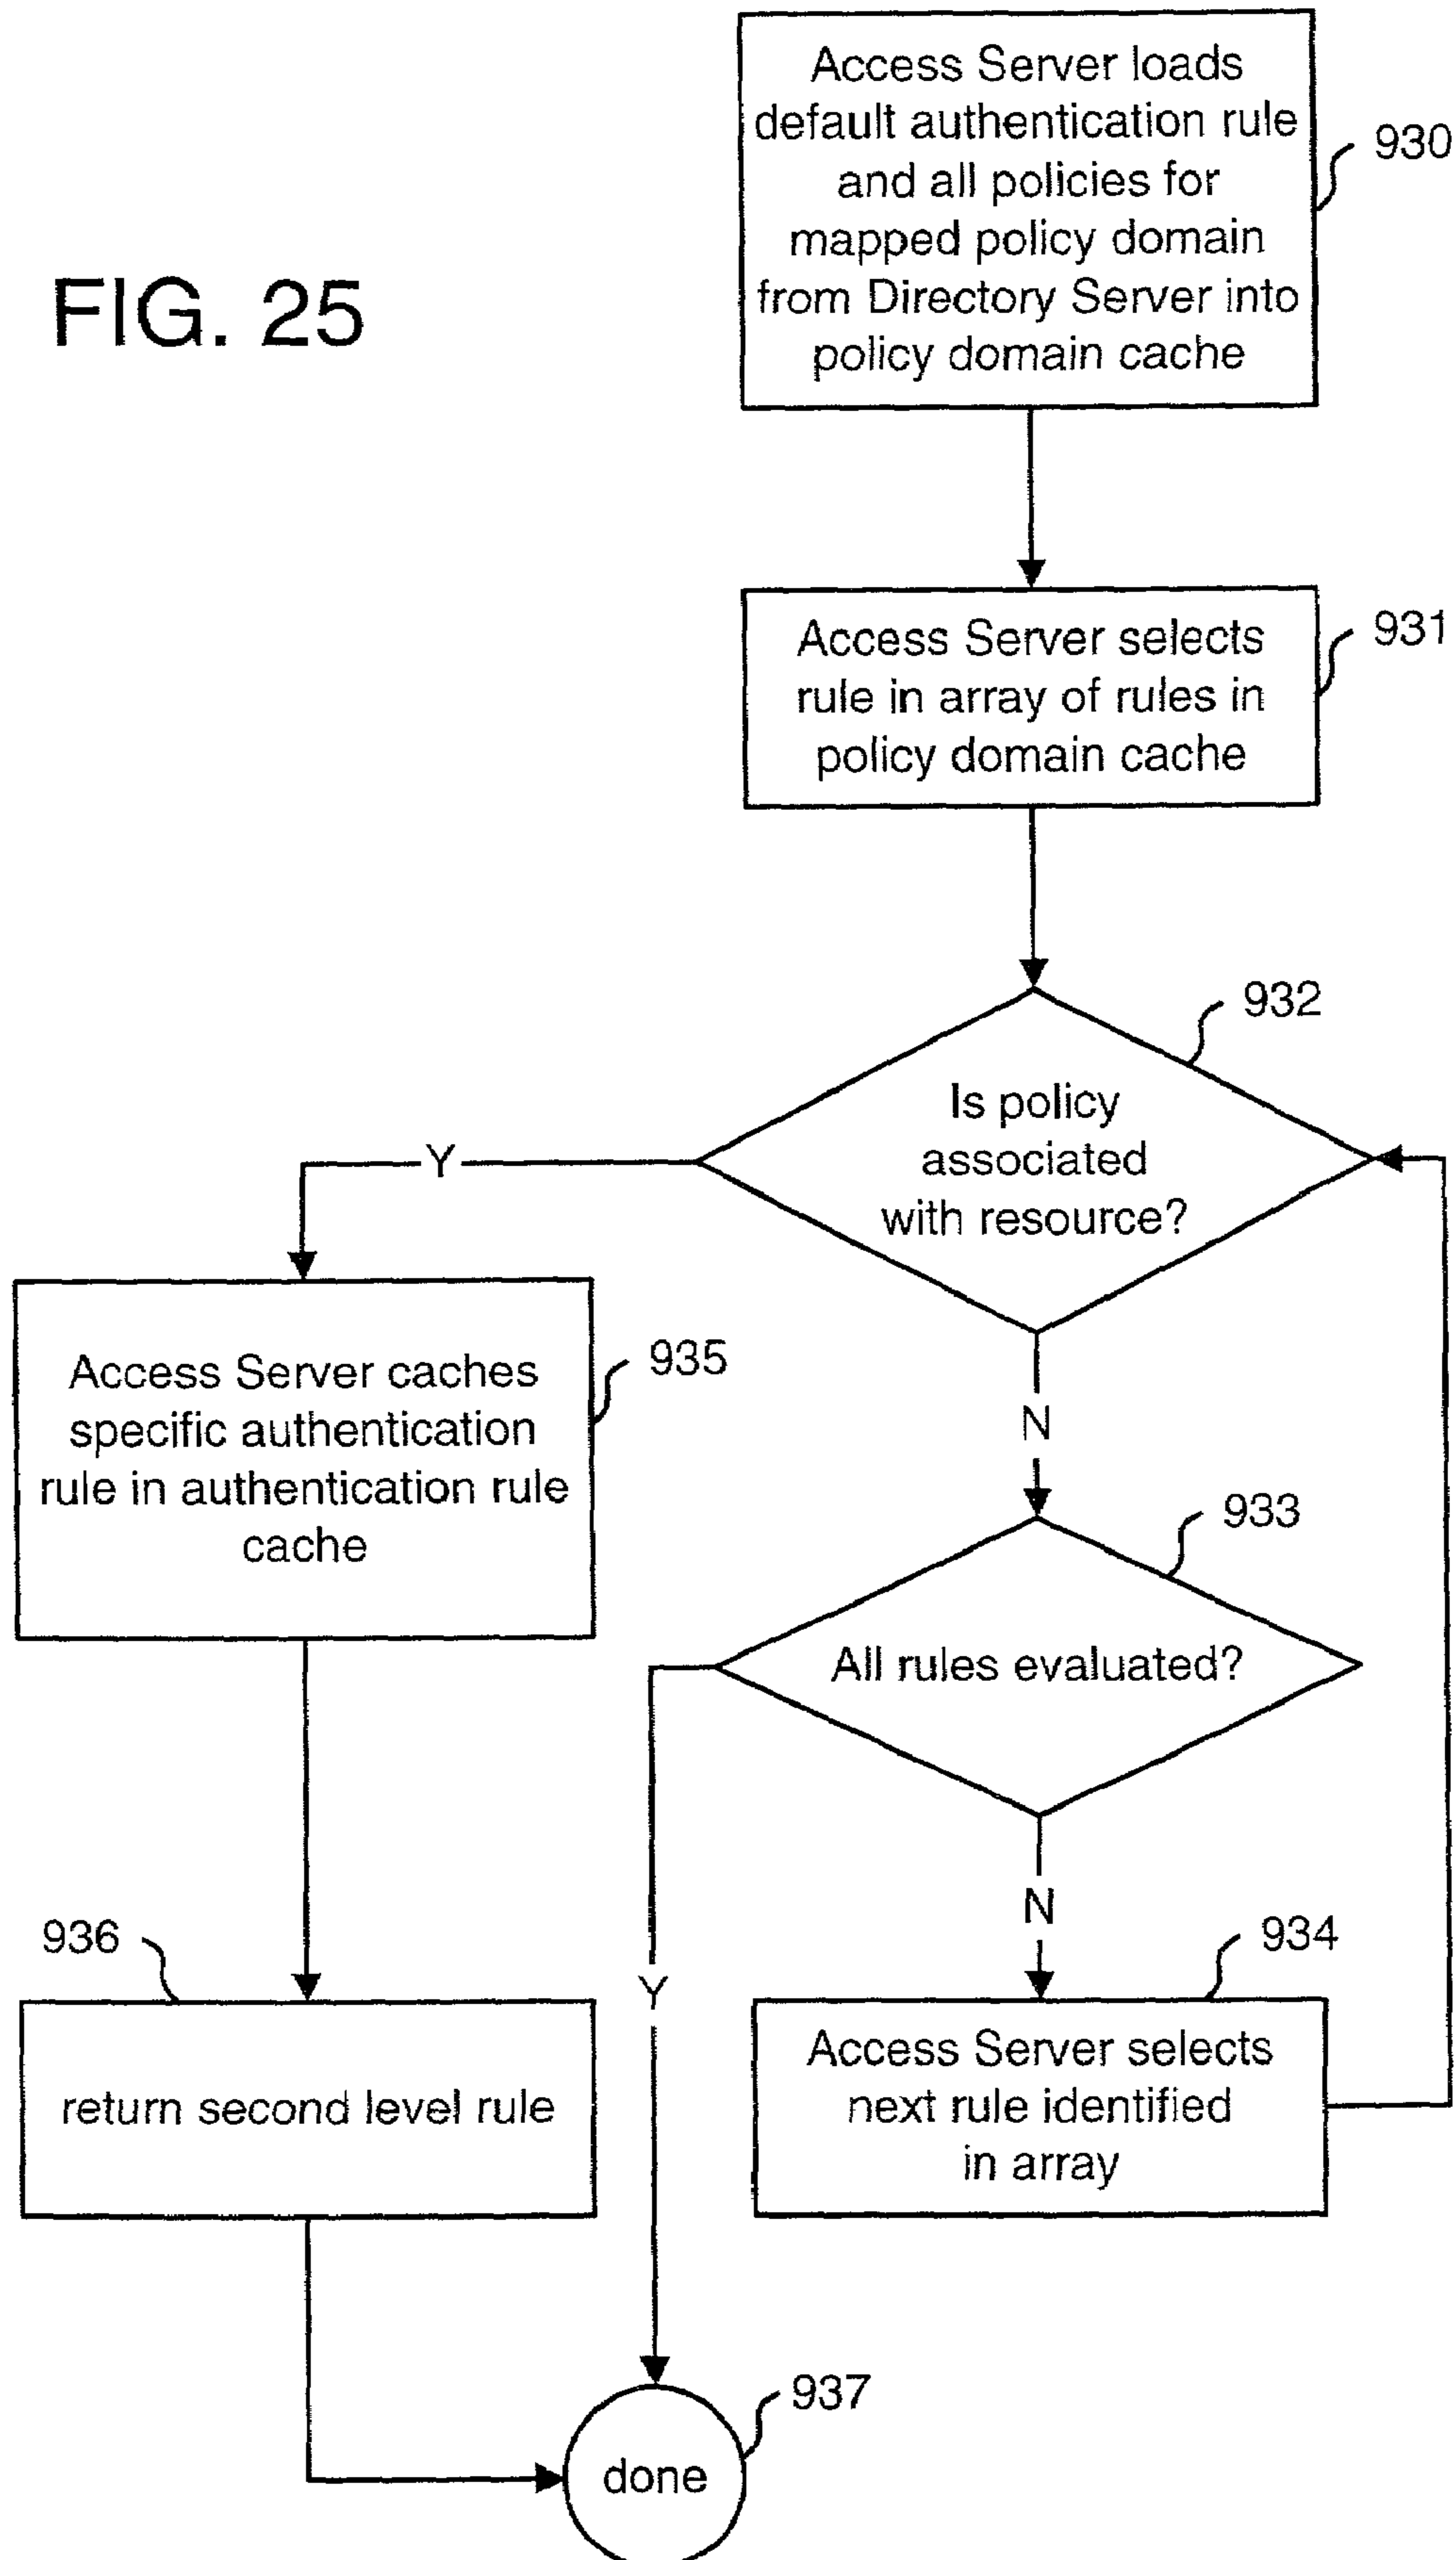 FIG. 25
Access Server loads
default authentication rule
and all policies for
mapped policy domain
from Directory Server into
policy domain cache
930
Access Server selects
rule in array of rules in
policy domain cache
931
932
Is policy
associated
with resource?
Y
N
Access Server caches
specific authentication
rule in authentication rule
cache
935
933
All rules evaluated?
Y
N
936
return second level rule
934
Access Server selects
next rule identified
in array
937
done